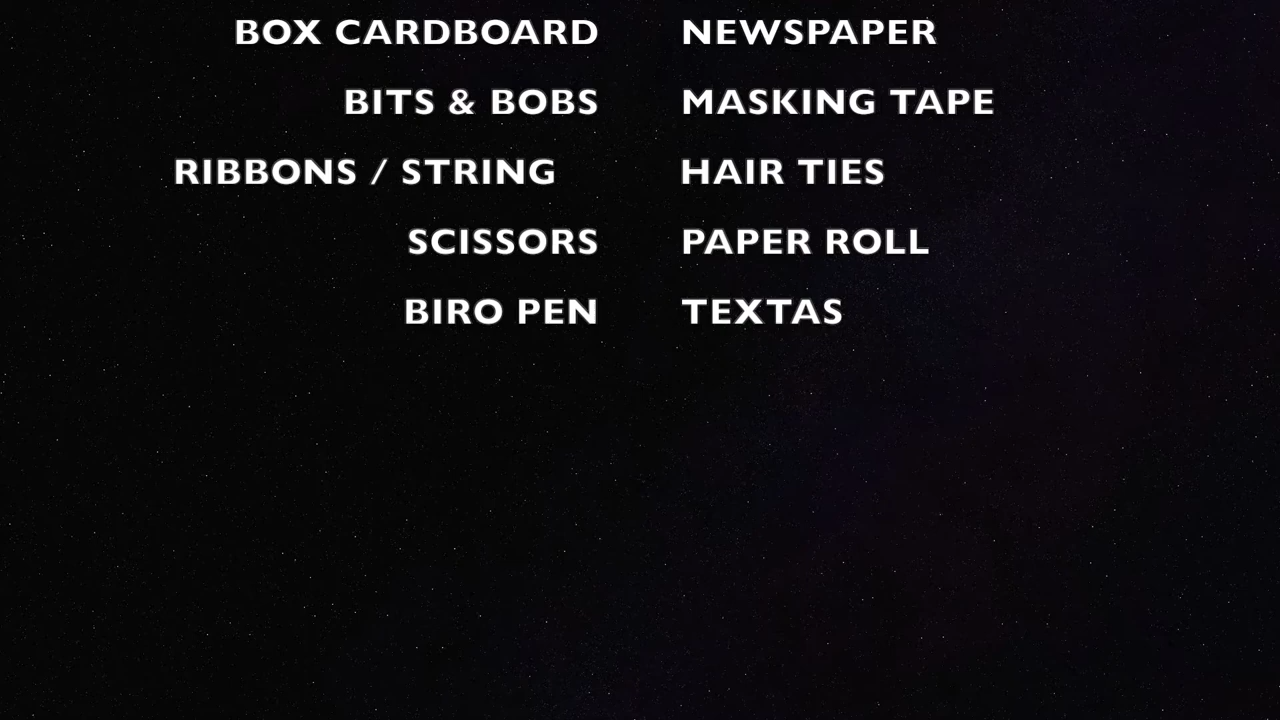 BOX CARDBOARD NEWSPAPER
BITS & BOBS MASKING TAPE
RIBBONS / STRING HAIR TIES
SCISSORS PAPER ROLL
BIRO PEN TEXTAS